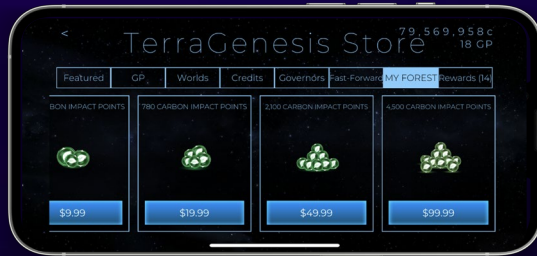 <
TerraGenesis Store
79,569,958c
18 GP
Featured
GP
Worlds
Credits
Governors
Fast-Forward
MY FOREST
Rewards (14)
BON IMPACT POINTS
780 CARBON IMPACT POINTS
2,100 CARBON IMPACT POINTS
4,500 CARBON IMPACT POINTS
$9.99
$19.99
$49.99
$99.99